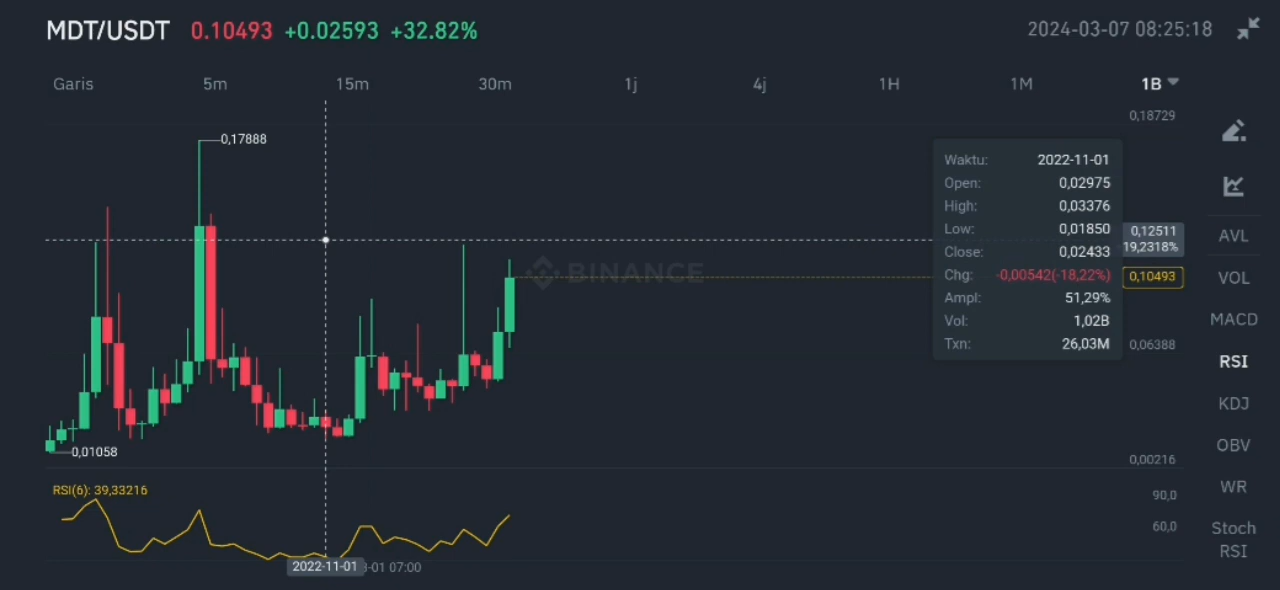 MDT/USDT 0.10493 +0.02593 +32.82% 2024-03-07 08:25:18
Garis 5m 15m 30m 1j 4j 1H 1M 1B
0,18729
0,17888
Waktu: 2022-11-01
Open: 0,02975
High: 0,03376
Low: 0,01850
Close: 0,02433
Chg: -0,00542(-18,22%)
Ampl: 51,29%
Vol: 1,02B
Txn: 26,03M
0,12511
19,2318%
0,10493
BINANCE
0,06388
0,01058
0,00216
RSI(6): 39,33216
90,0
60,0
2022-11-01
-01 07:00
AVL
VOL
MACD
RSI
KDJ
OBV
WR
Stoch
RSI